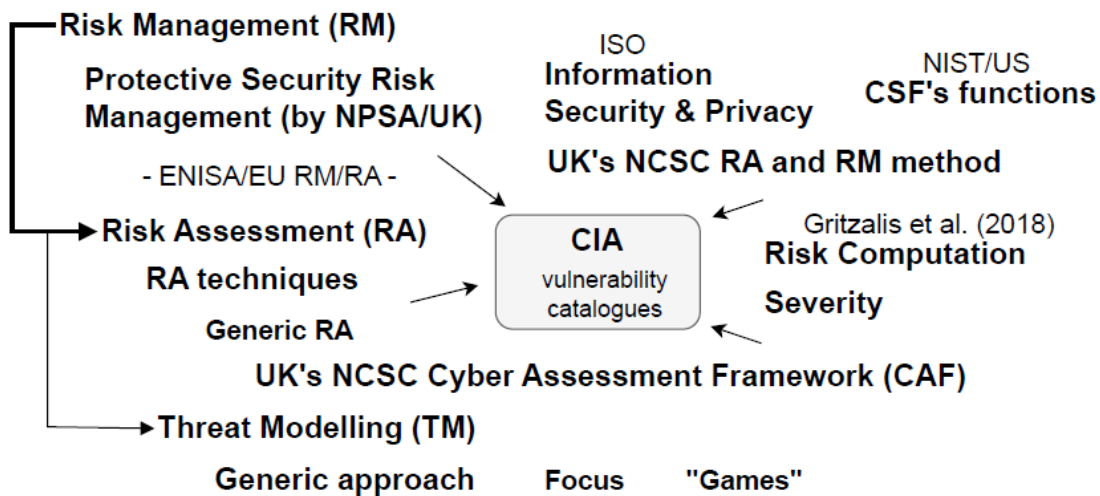 Risk Management (RM)
Protective Security Risk
Management (by NPSA/UK)
ISO
Information
Security & Privacy
NIST/US
CSF's functions
UK's NCSC RA and RM method
- ENISA/EU RM/RA -
Risk Assessment (RA)
RA techniques
Generic RA
CIA
vulnerability
catalogues
Gritzalis et al. (2018)
Risk Computation
Severity
UK's NCSC Cyber Assessment Framework (CAF)
Threat Modelling (TM)
Generic approach
Focus
"Games"